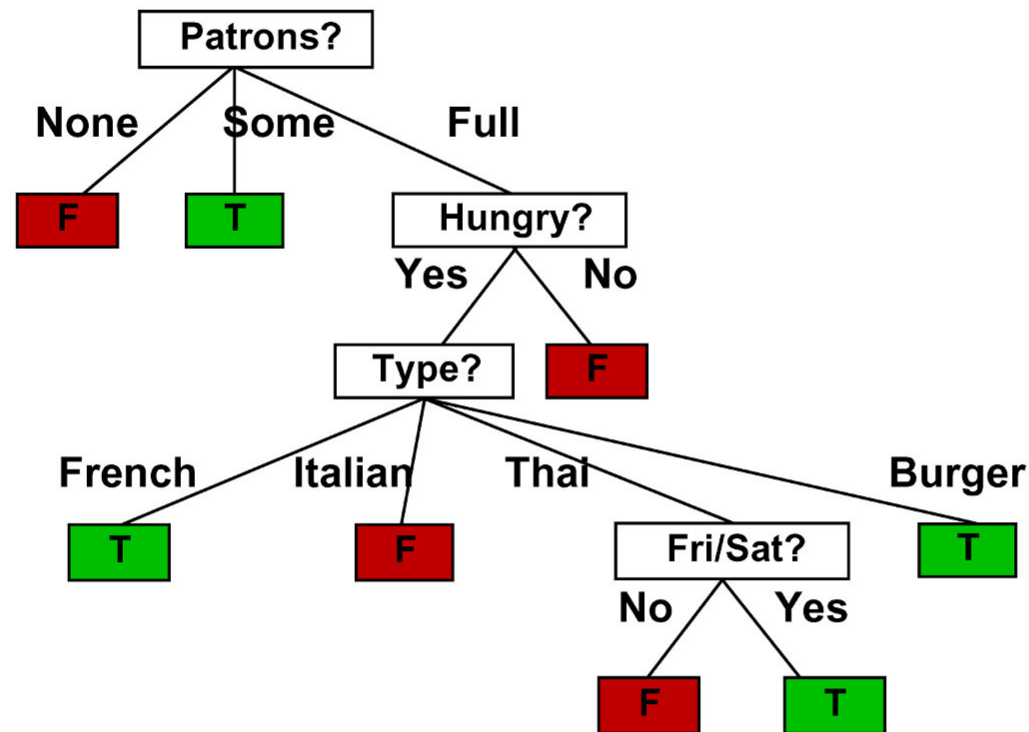 Patrons?
None Some Full
F T Hungry?
Yes No
Type? F
French Italian Thai Burger
T F Fri/Sat? T
No Yes
F T